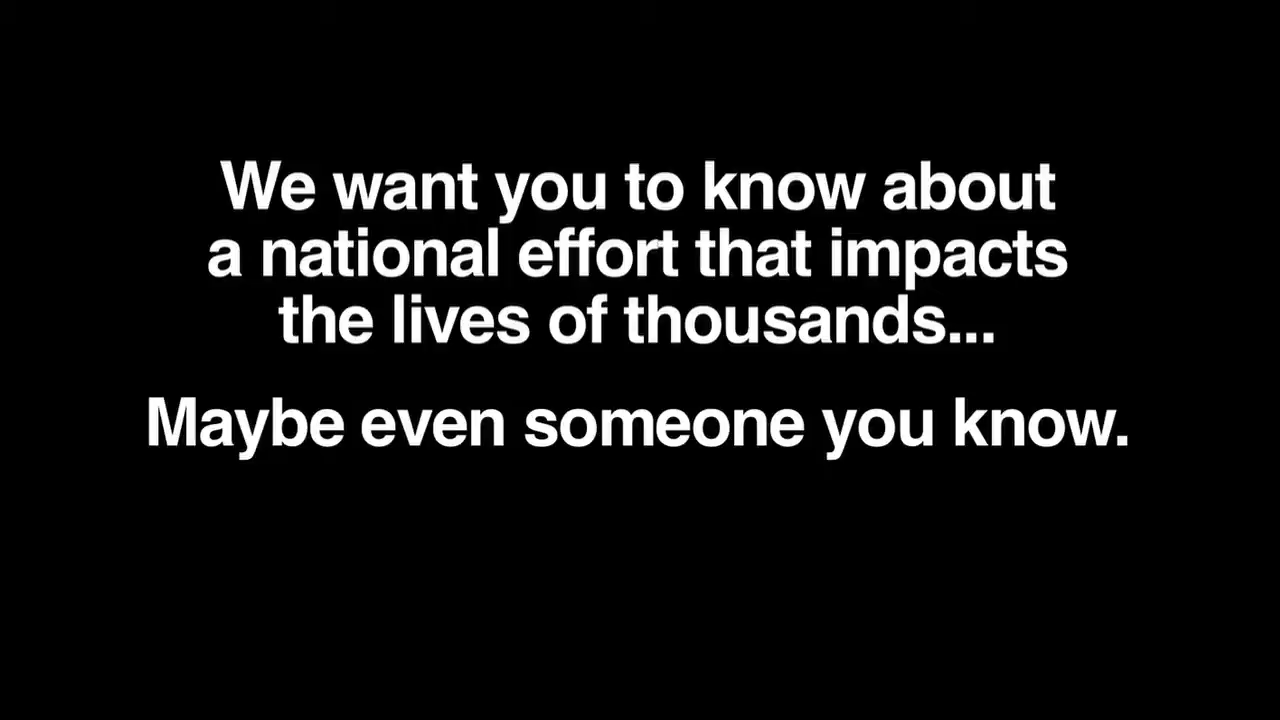 We want you to know about
a national effort that impacts
the lives of thousands...
Maybe even someone you know.